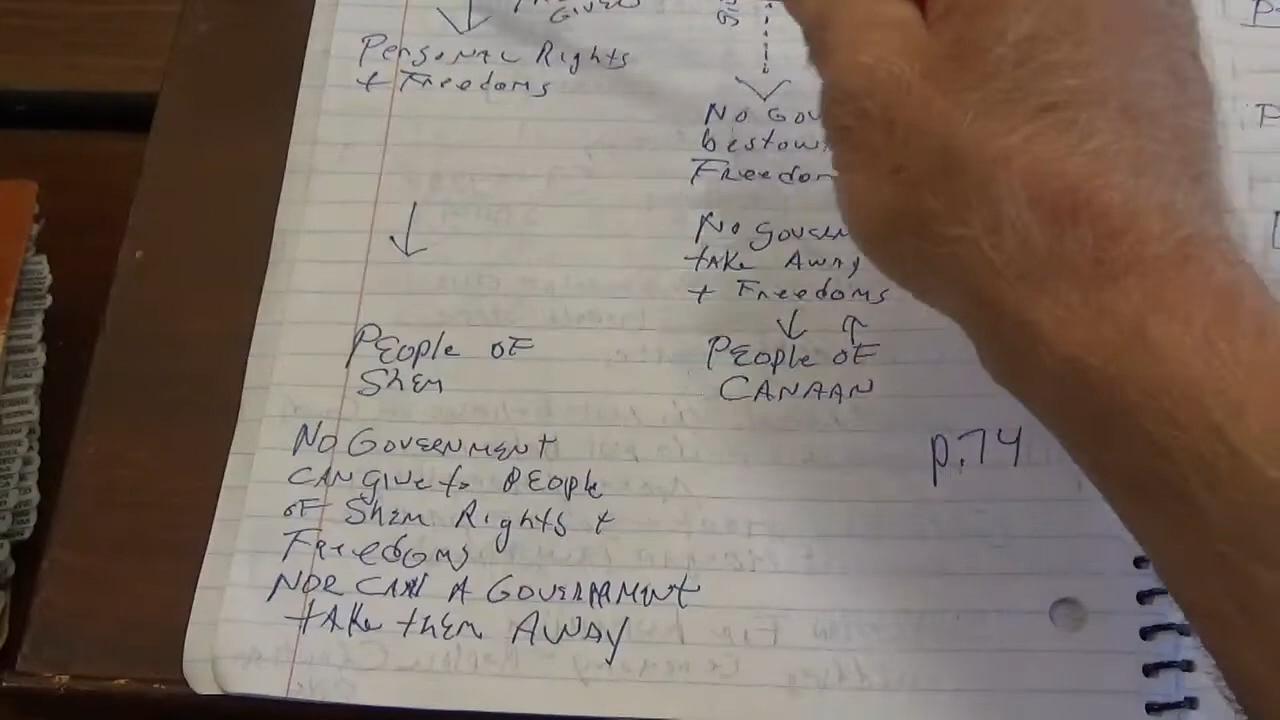 GIVEN
Personal Rights
+ Freedoms
People of
Shem
No Government
can give to People
of Shem Rights +
Freedoms
Nor can a Government
take them away
No Gov
bestow
Freedom
No govern
take Away
+ Freedoms
People of
CANAAN
p.74